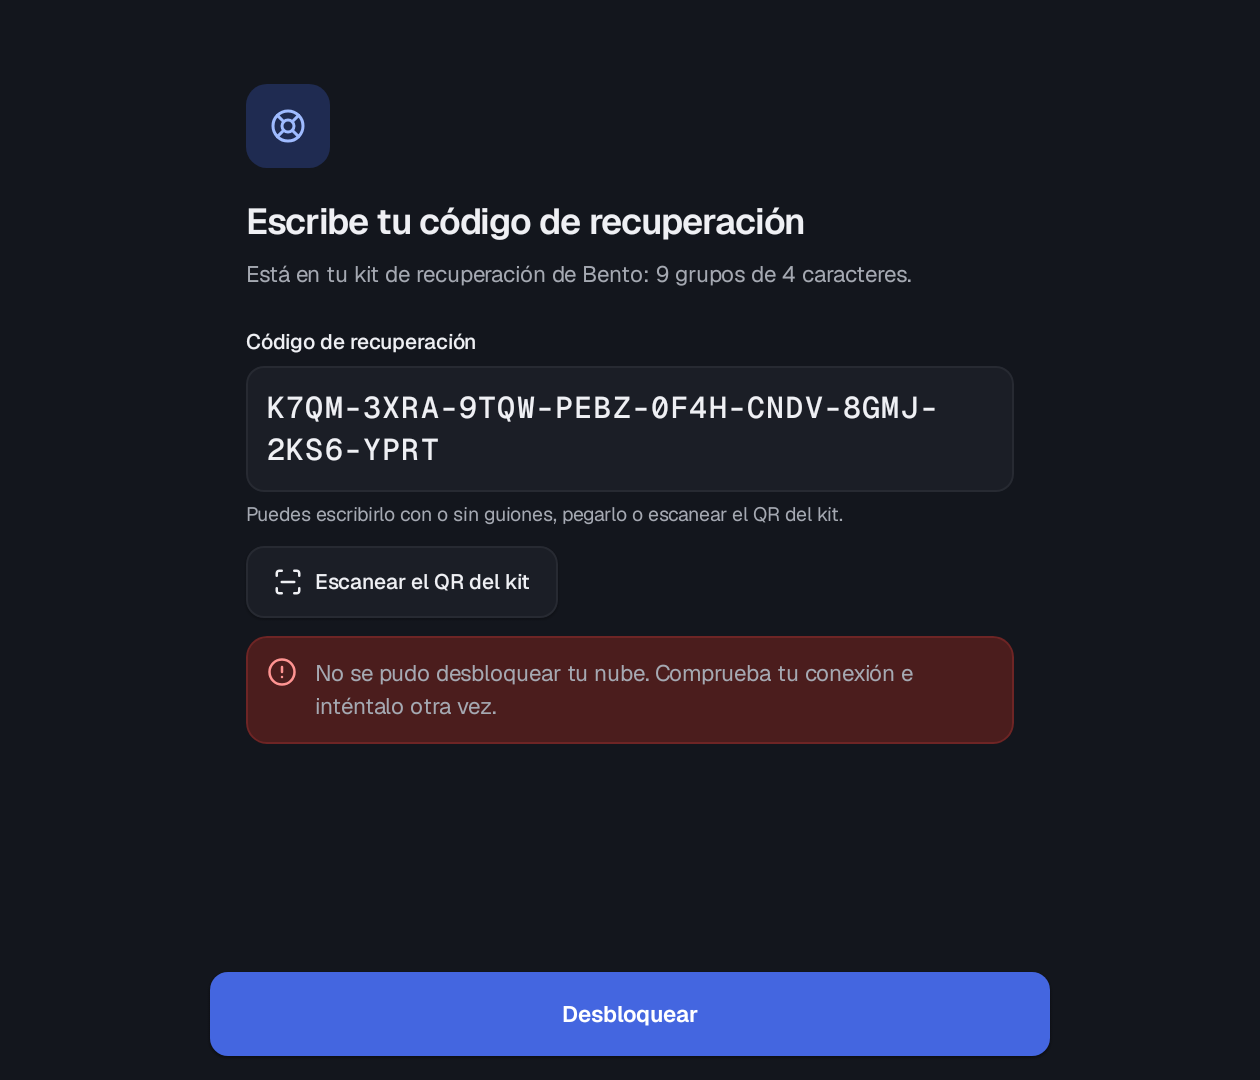 Escribe tu código de recuperación
Está en tu kit de recuperación de Bento: 9 grupos de 4 caracteres.
Código de recuperación
K7QM-3XRA-9TQW-PEBZ-0F4H-CNDV-8GMJ-
2KS6-YPRT
Puedes escribirlo con o sin guiones, pegarlo o escanear el QR del kit.
Escanear el QR del kit
No se pudo desbloquear tu nube. Comprueba tu conexión e
inténtalo otra vez.
Desbloquear